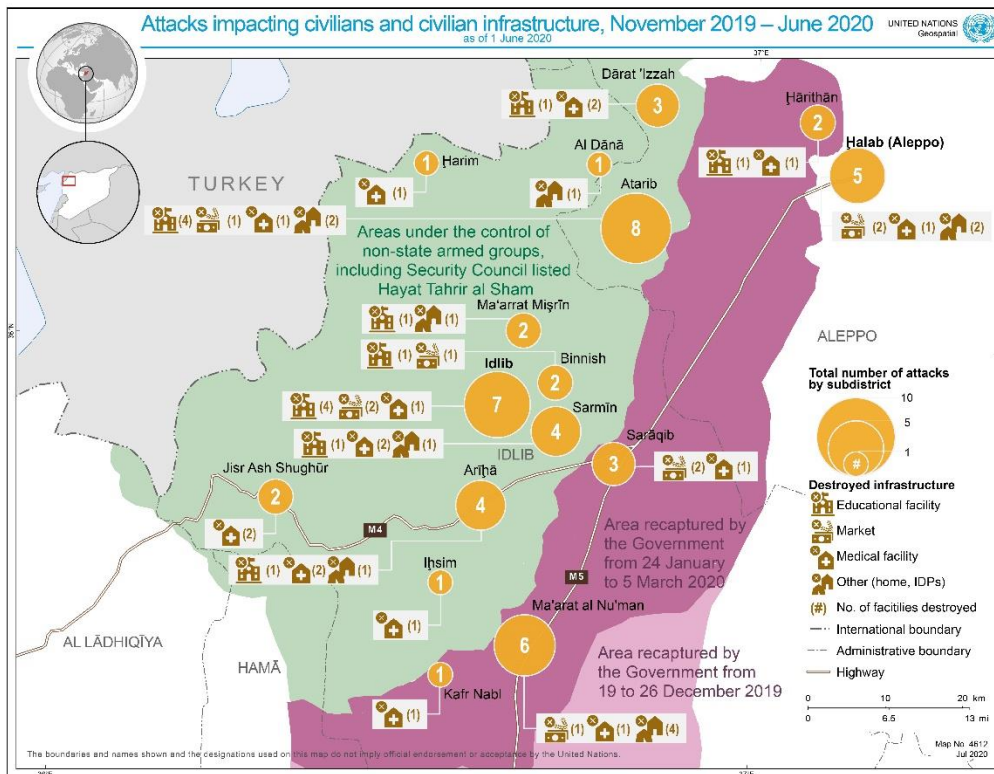 Attacks impacting civilians and civilian infrastructure, November 2019 – June 2020
as of 1 June 2020
UNITED NATIONS
Geospatial
37°E
Dārat 'Izzah
3
(1) (2)
Ḩārithān
2
(1) (1)
Ḩalab (Aleppo)
5
(2) (1) (2)
Ḩarim
1
(1)
Al Dānā
1
(1)
TURKEY
Atarib
8
(4) (1) (1) (2)
Areas under the control of
non-state armed groups,
including Security Council listed
Hayat Tahrir al Sham
36°N
Ma'arrat Mişrīn
2
(1) (1)
Binnish
2
(1) (1)
Idlib
7
(4) (2) (1)
Sarmīn
4
(1) (2) (1)
IDLIB
Sarāqib
3
(2) (1)
ALEPPO
Jisr Ash Shughūr
2
(2)
Arīḩā
4
(1) (2) (1)
M4
Iḩsim
1
(1)
Area recaptured by
the Government
from 24 January
to 5 March 2020
M5
Ma'arat al Nu'man
6
(1) (1) (4)
Area recaptured by
the Government from
19 to 26 December 2019
AL LĀDHIQĪYA
HAMĀ
Kafr Nabl
1
(1)
Total number of attacks
by subdistrict
10
5
1
#
Destroyed infrastructure
Educational facility
Market
Medical facility
Other (home, IDPs)
(#) No. of facitilies destroyed
International boundary
Administrative boundary
Highway
0 10 20 km
0 6.5 13 mi
The boundaries and names shown and the designations used on this map do not imply official endorsement or acceptance by the United Nations.
Map No. 4612
Jul 2020
36°E
37°E